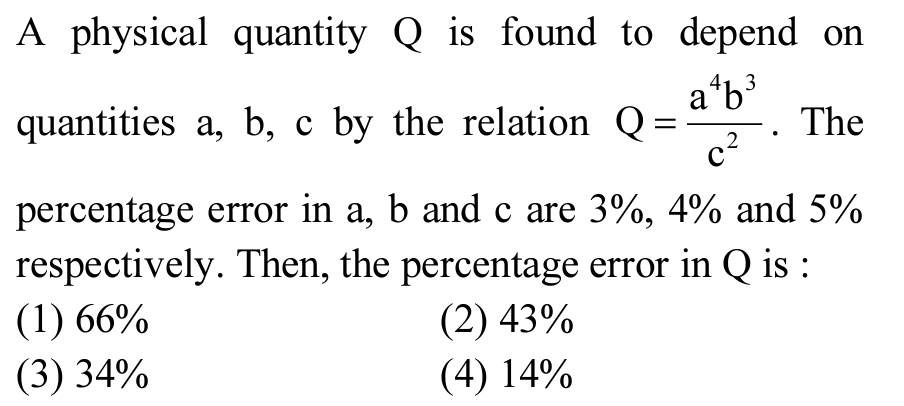 A physical quantity Q is found to depend on
quantities a, b, c by the relation Q = a⁴b³/c². The
percentage error in a, b and c are 3%, 4% and 5%
respectively. Then, the percentage error in Q is :
(1) 66% (2) 43%
(3) 34% (4) 14%